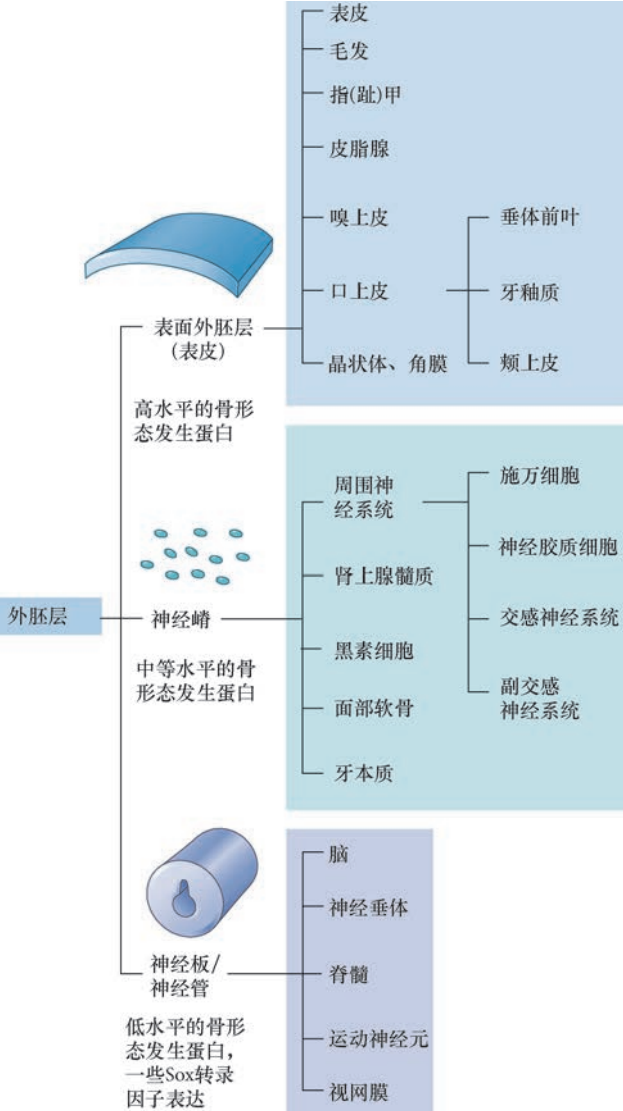 表皮
毛发
指(趾)甲
皮脂腺
嗅上皮
垂体前叶
口上皮
牙釉质
表面外胚层
(表皮)
晶状体、角膜
颊上皮
高水平的骨形
态发生蛋白
周围神
经系统
施万细胞
神经胶质细胞
肾上腺髓质
外胚层
神经嵴
交感神经系统
黑素细胞
中等水平的骨
形态发生蛋白
副交感
神经系统
面部软骨
牙本质
脑
神经垂体
神经板/
神经管
脊髓
低水平的骨形
态发生蛋白，
一些Sox转录
因子表达
运动神经元
视网膜